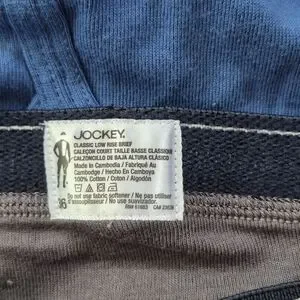 JOCKEY
CLASSIC LOW RISE BRIEF
CALEÇON COURT TAILLE BASSE CLASSIQUE
CALZONCILLO DE BAJA ALTURA CLÁSICO
Made in Cambodia / Fabriqué Au
Cambodge / Hecho En Camboya
100% Cotton / Coton / Algodón
36
Do not use fabric softener / Ne pas utiliser
d'assouplisseur / No use suavizador.